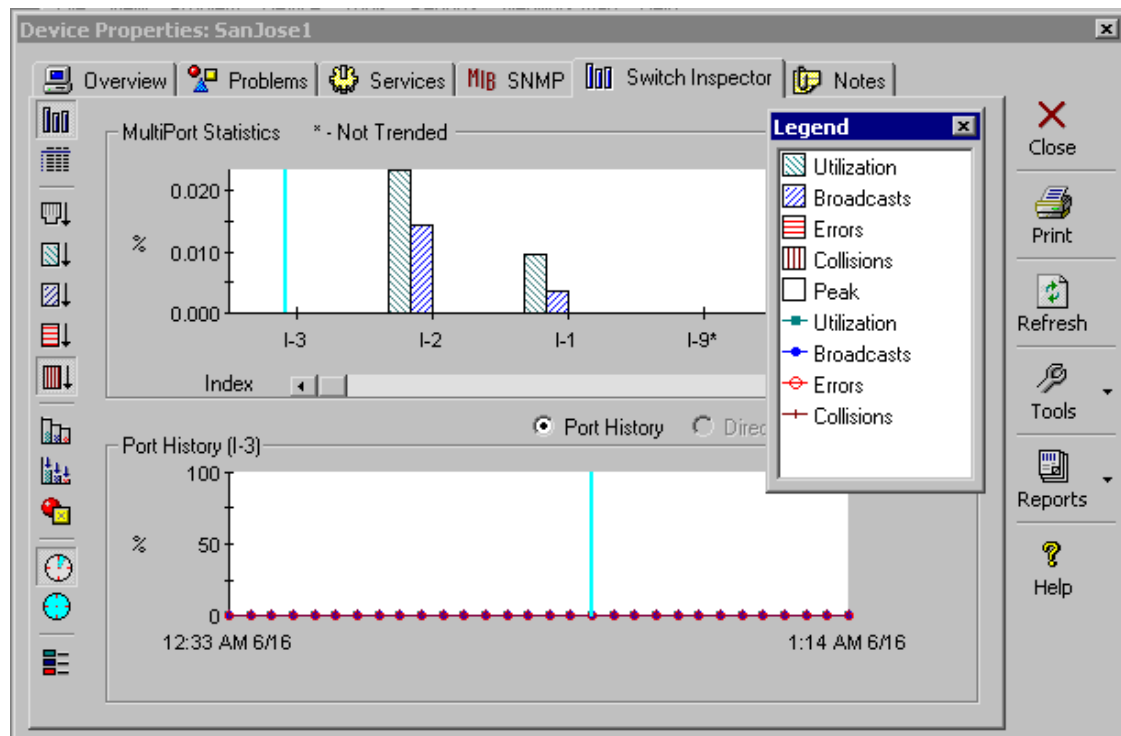 Device Properties: SanJose1
Overview Problems Services MIB SNMP Switch Inspector Notes
MultiPort Statistics * - Not Trended
0.020
%
0.010
0.000
I-3 I-2 I-1 I-9*
Index
Port History
Port History (I-3)
100
%
50
0
12:33 AM 6/16 1:14 AM 6/16
Legend
Utilization
Broadcasts
Errors
Collisions
Peak
Utilization
Broadcasts
Errors
Collisions
Close
Print
Refresh
Tools
Reports
Help